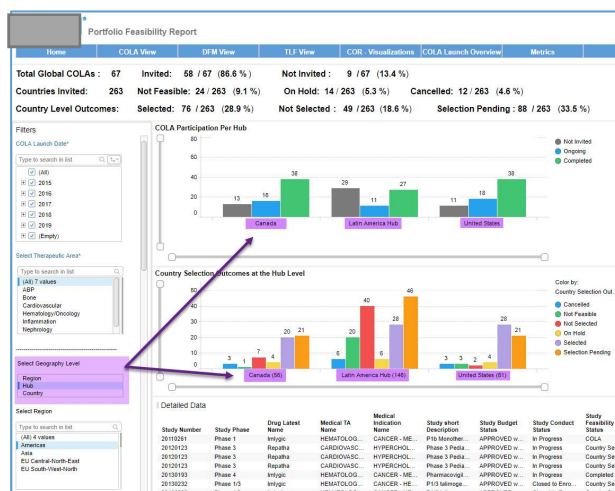 Portfolio Feasibility Report
Home COLA View DFM View TLF View COR - Visualizations COLA Launch Overview Metrics
Total Global COLAs : 67 Invited: 58 / 67 (86.6 %) Not Invited : 9 / 67 (13.4 %)
Countries Invited: 263 Not Feasible: 24 / 263 (9.1 %) On Hold: 14 / 263 (5.3 %) Cancelled: 12 / 263 (4.6 %)
Country Level Outcomes: Selected: 76 / 263 (28.9 %) Not Selected : 49 / 263 (18.6 %) Selection Pending : 88 / 263 (33.5 %)
Filters
COLA Launch Date*
Type to search in list
(All)
2015
2016
2017
2018
2019
(Empty)
Select Therapeutic Area*
Type to search in list
(All) 7 values
ABP
Bone
Cardiovascular
Hematology/Oncology
Inflammation
Nephrology
Select Geography Level
Region
Hub
Country
Select Region
Type to search in list
(All) 4 values
Americas
Asia
EU Central-North-East
EU South-West-North
COLA Participation Per Hub
80
60
40
20
0
13 16 38
29 11 27
11 18 38
Canada Latin America Hub United States
Not Invited
Ongoing
Completed
Country Selection Outcomes at the Hub Level
50
40
30
20
10
0
3 1 7 4 20 21
6 20 40 6 28 46
3 3 2 4 28 21
Canada (56) Latin America Hub (146) United States (61)
Color by:
Country Selection Out...
Cancelled
Not Feasible
Not Selected
On Hold
Selected
Selection Pending
Detailed Data
Study Number Study Phase Drug Latest Name Medical TA Name Medical Indication Name Study short Description Study Budget Status Study Conduct Status Study Feasibility Status
20110261 Phase 1 Imlygic HEMATOLOG... CANCER - ME... P1b Monother... APPROVED w... In Progress COLA
20120123 Phase 3 Repatha CARDIOVASC... HYPERCHOL... Phase 3 Pedia... APPROVED w... In Progress Country Se
20120123 Phase 3 Repatha CARDIOVASC... HYPERCHOL... Phase 3 Pedia... APPROVED w... In Progress Country Se
20120123 Phase 3 Repatha CARDIOVASC... HYPERCHOL... Phase 3 Pedia... APPROVED w... In Progress Country Se
20130193 Phase 4 Imlygic HEMATOLOG... CANCER - ME... Pharmacovigil... APPROVED w... In Progress Completed
20130232 Phase 1/3 Imlygic HEMATOLOG... CANCER - ME... P1/3 talimoge... APPROVED w... Closed to Enro... Country Se